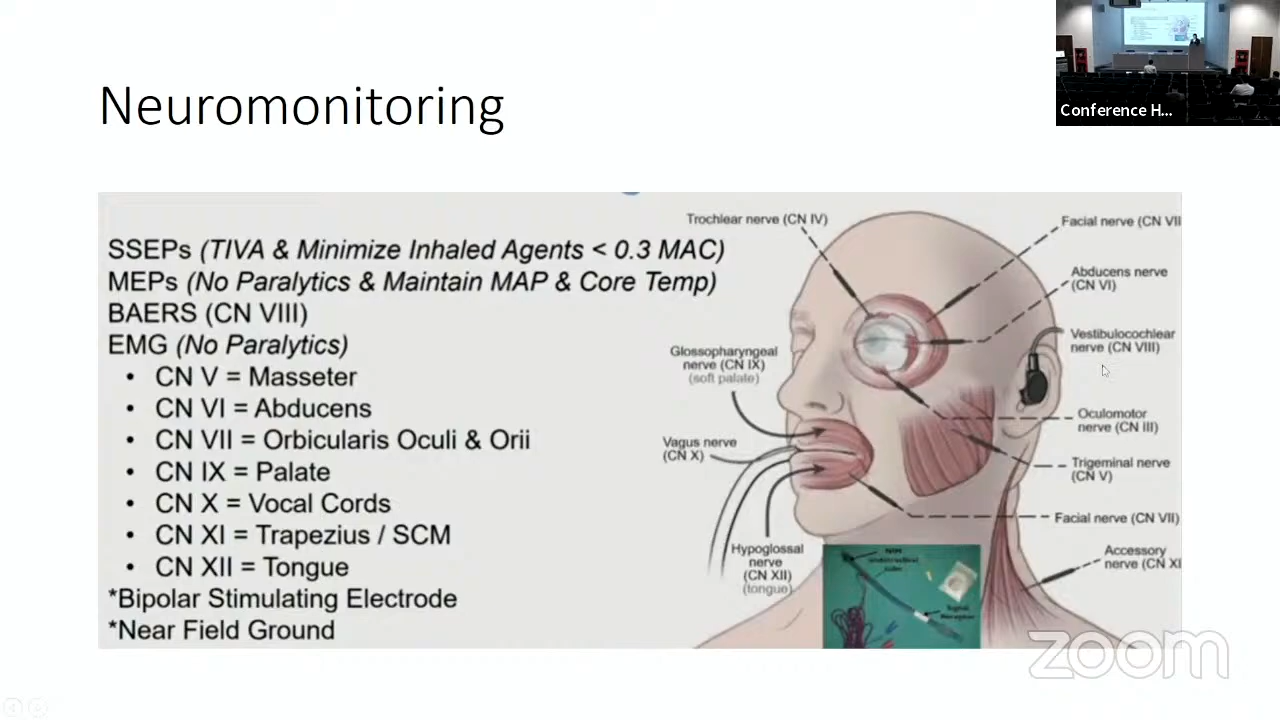 Neuromonitoring
Conference H...
SSEPs (TIVA & Minimize Inhaled Agents < 0.3 MAC)
MEPs (No Paralytics & Maintain MAP & Core Temp)
BAERS (CN VIII)
EMG (No Paralytics)
• CN V = Masseter
• CN VI = Abducens
• CN VII = Orbicularis Oculi & Orii
• CN IX = Palate
• CN X = Vocal Cords
• CN XI = Trapezius / SCM
• CN XII = Tongue
*Bipolar Stimulating Electrode
*Near Field Ground
Trochlear nerve (CN IV)
Glossopharyngeal
nerve (CN IX)
(soft palate)
Vagus nerve
(CN X)
Hypoglossal
nerve
(CN XII)
(tongue)
Facial nerve (CN VII
Abducens nerve
(CN VI)
Vestibulocochlear
nerve (CN VIII)
Oculomotor
nerve (CN III)
Trigeminal nerve
(CN V)
Facial nerve (CN VII)
Accessory
nerve (CN XI
zoom